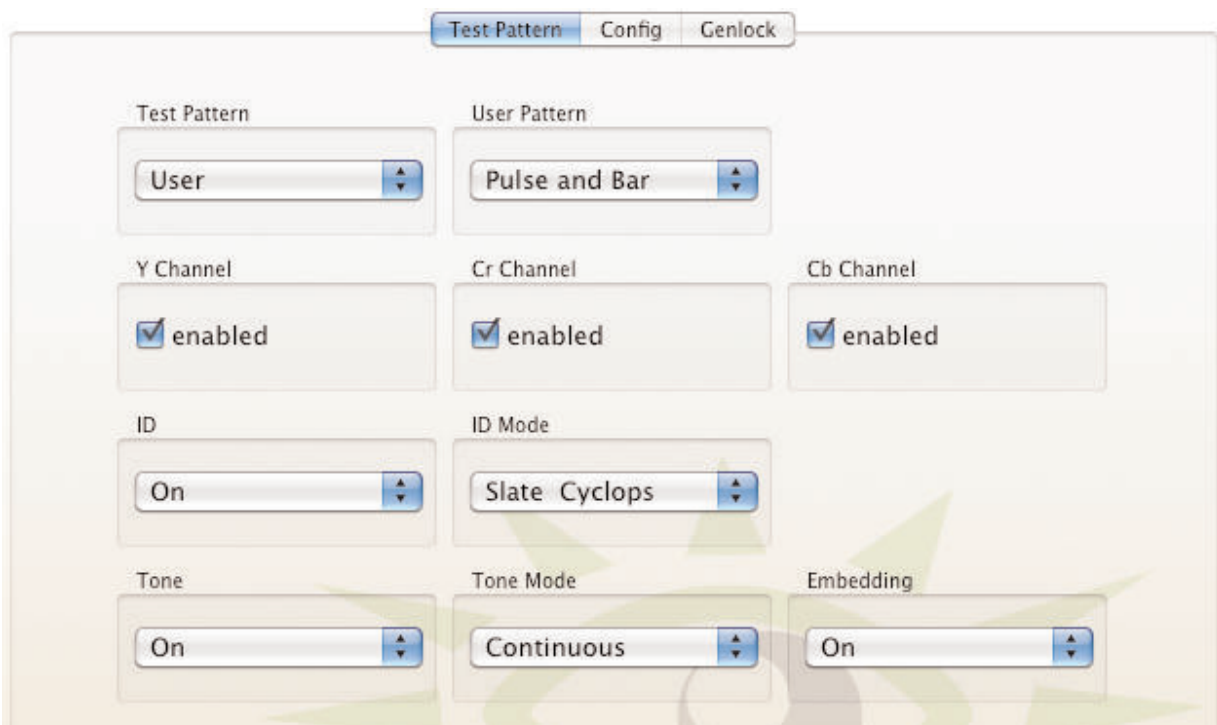 Test Pattern Config Genlock
Test Pattern User Pattern
User Pulse and Bar
Y Channel Cr Channel Cb Channel
enabled enabled enabled
ID ID Mode
On Slate Cyclops
Tone Tone Mode Embedding
On Continuous On